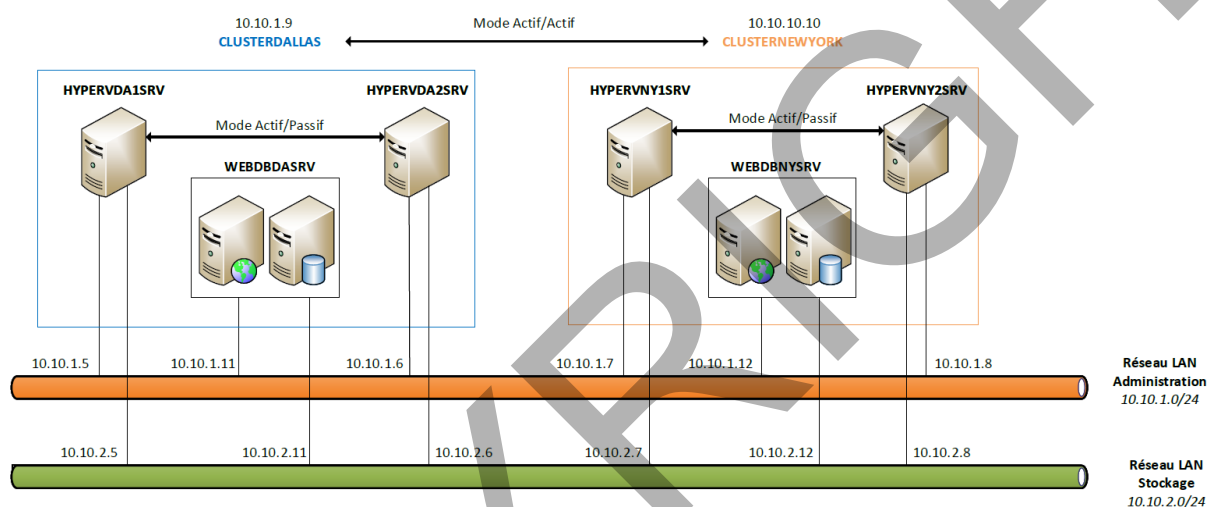 10.10.1.9
CLUSTERDALLAS
Mode Actif/Actif
10.10.10.10
CLUSTERNEWYORK
HYPERVDA1SRV
HYPERVDA2SRV
HYPERVNY1SRV
HYPERVNY2SRV
Mode Actif/Passif
Mode Actif/Passif
WEBDBDASRV
WEBDBNYSRV
10.10.1.5
10.10.1.11
10.10.1.6
10.10.1.7
10.10.1.12
10.10.1.8
Réseau LAN
Administration
10.10.1.0/24
10.10.2.5
10.10.2.11
10.10.2.6
10.10.2.7
10.10.2.12
10.10.2.8
Réseau LAN
Stockage
10.10.2.0/24